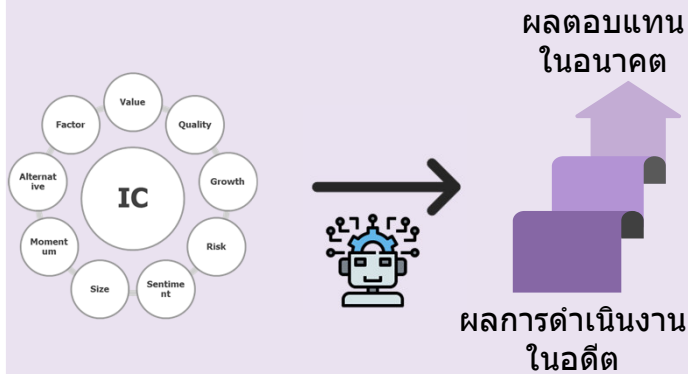 ผลตอบแทน
ในอนาคต
Value
Factor
Quality
Alternat
ive
IC
Growth
Moment
um
Risk
Size
Sentime
nt
ผลการดำเนินงาน
ในอดีต